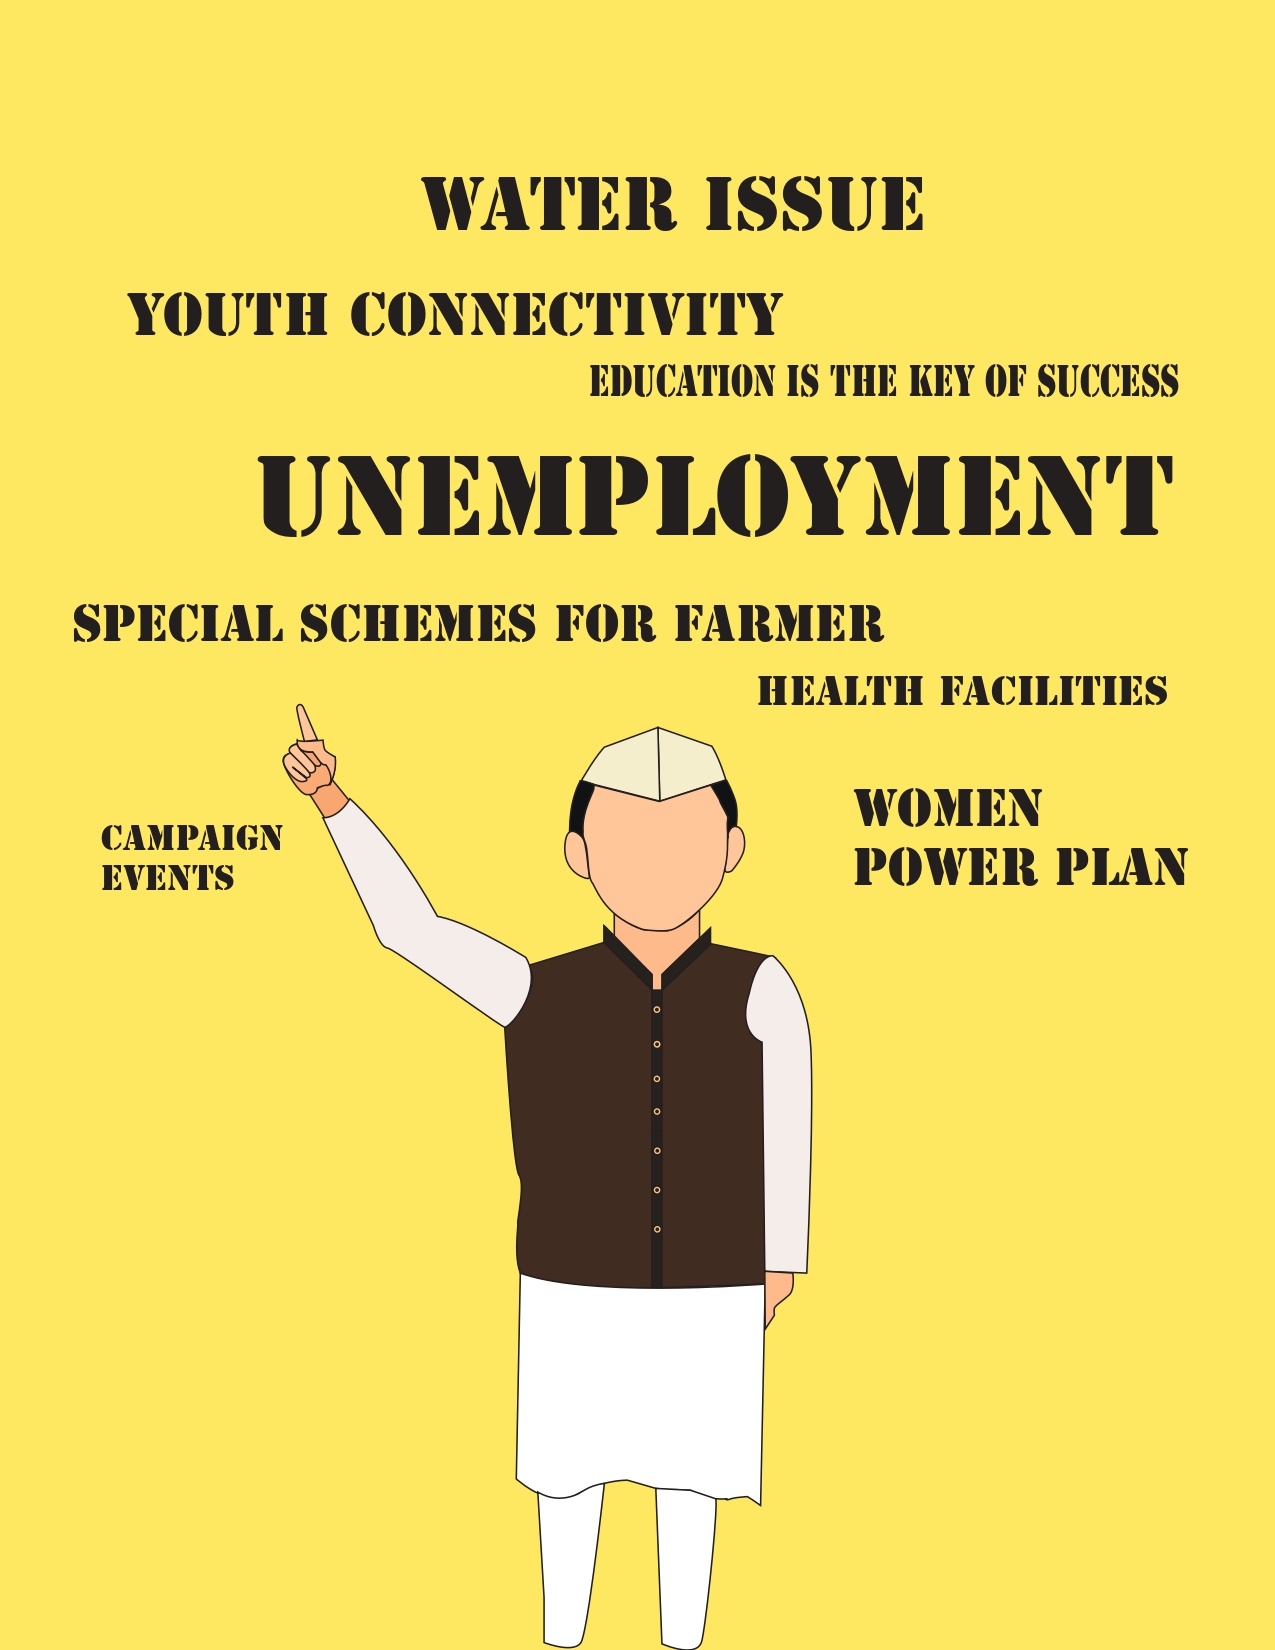 WATER ISSUE
YOUTH CONNECTIVITY
EDUCATION IS THE KEY OF SUCCESS
UNEMPLOYMENT
SPECIAL SCHEMES FOR FARMER
HEALTH FACILITIES
CAMPAIGN
EVENTS
WOMEN
POWER PLAN